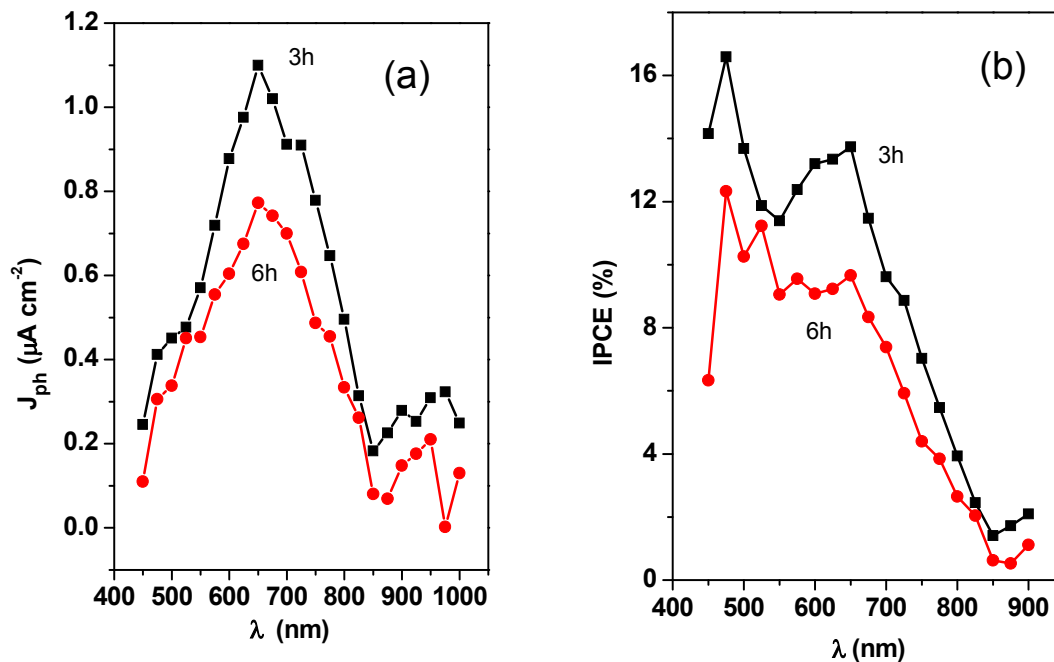 (a)
3h
6h
J_ph (µA cm^-2)
1.2
1.0
0.8
0.6
0.4
0.2
0.0
400 500 600 700 800 900 1000
λ (nm)
(b)
3h
6h
IPCE (%)
16
12
8
4
0
400 500 600 700 800 900
λ (nm)